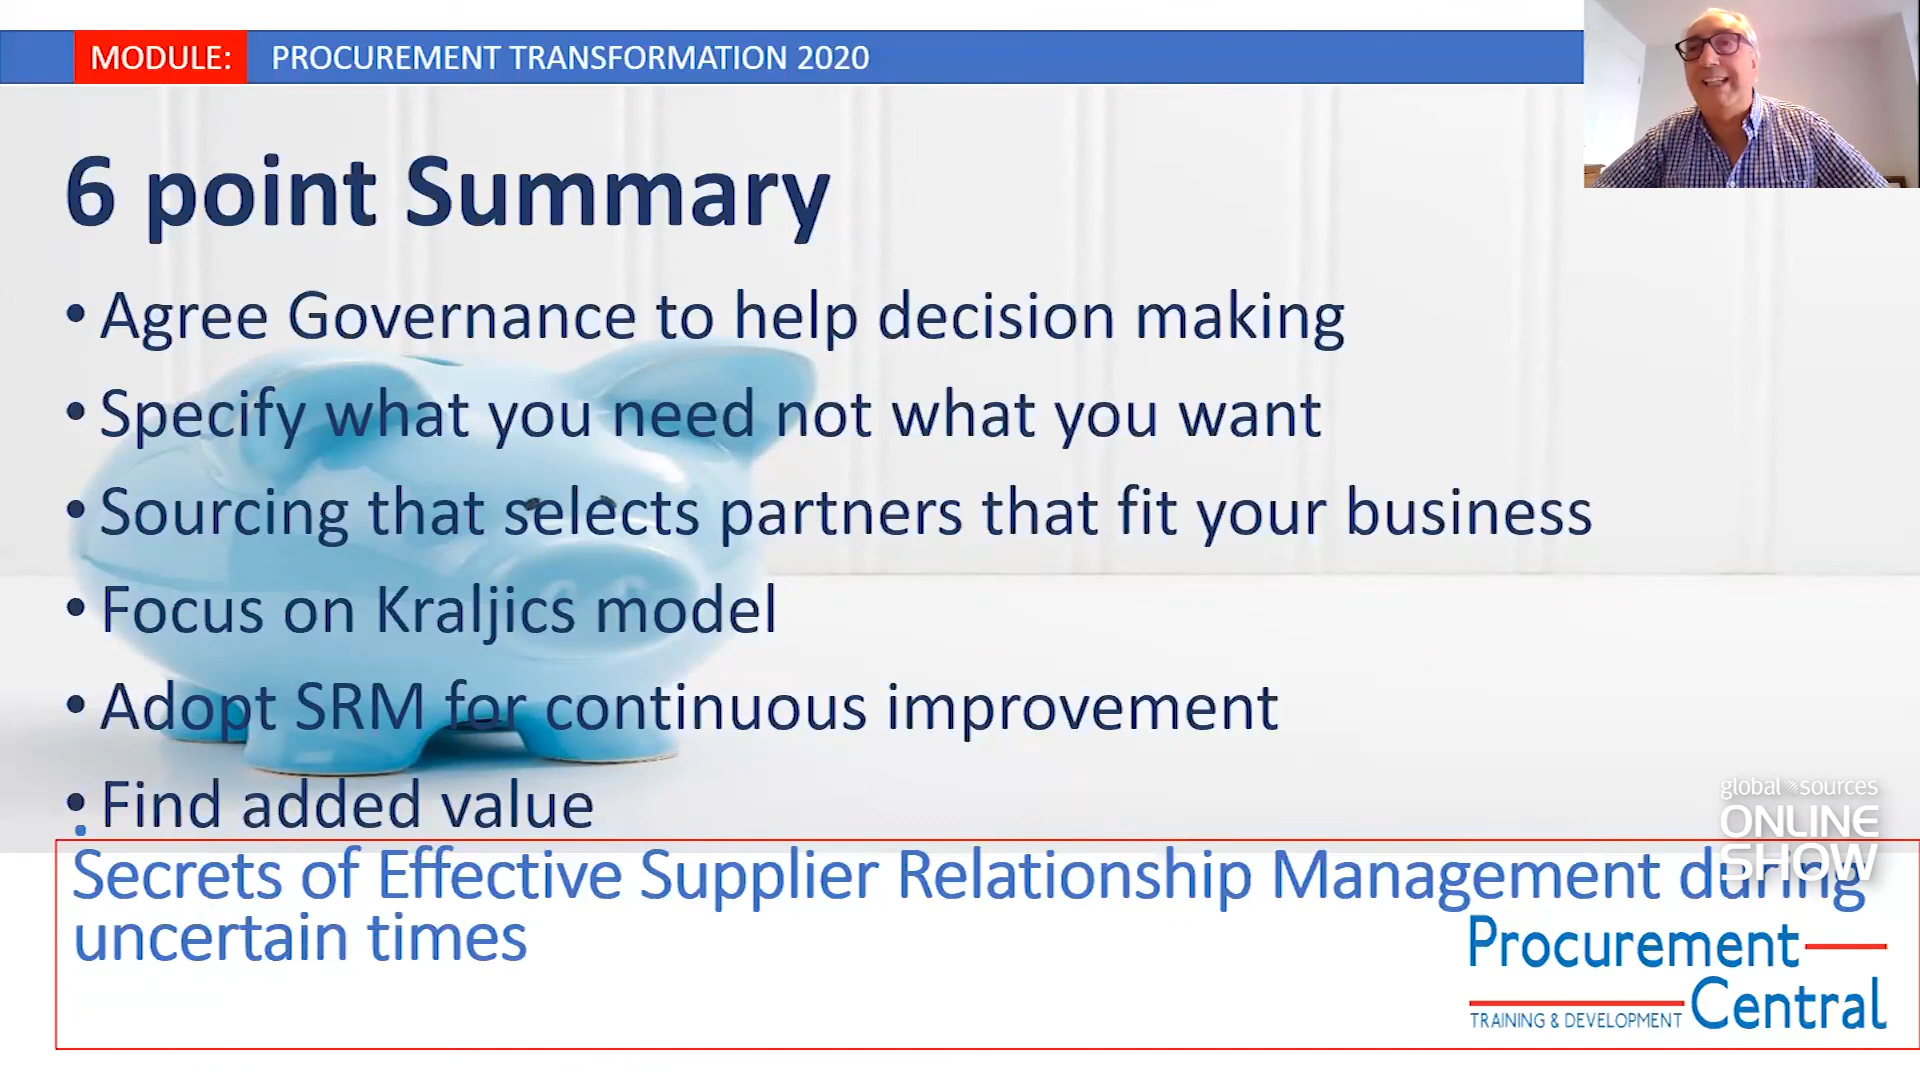 MODULE: PROCUREMENT TRANSFORMATION 2020
6 point Summary
• Agree Governance to help decision making
• Specify what you need not what you want
• Sourcing that selects partners that fit your business
• Focus on Kraljics model
• Adopt SRM for continuous improvement
• Find added value
global sources
ONLINE
SHOW
Secrets of Effective Supplier Relationship Management during
uncertain times
Procurement
Central
TRAINING & DEVELOPMENT